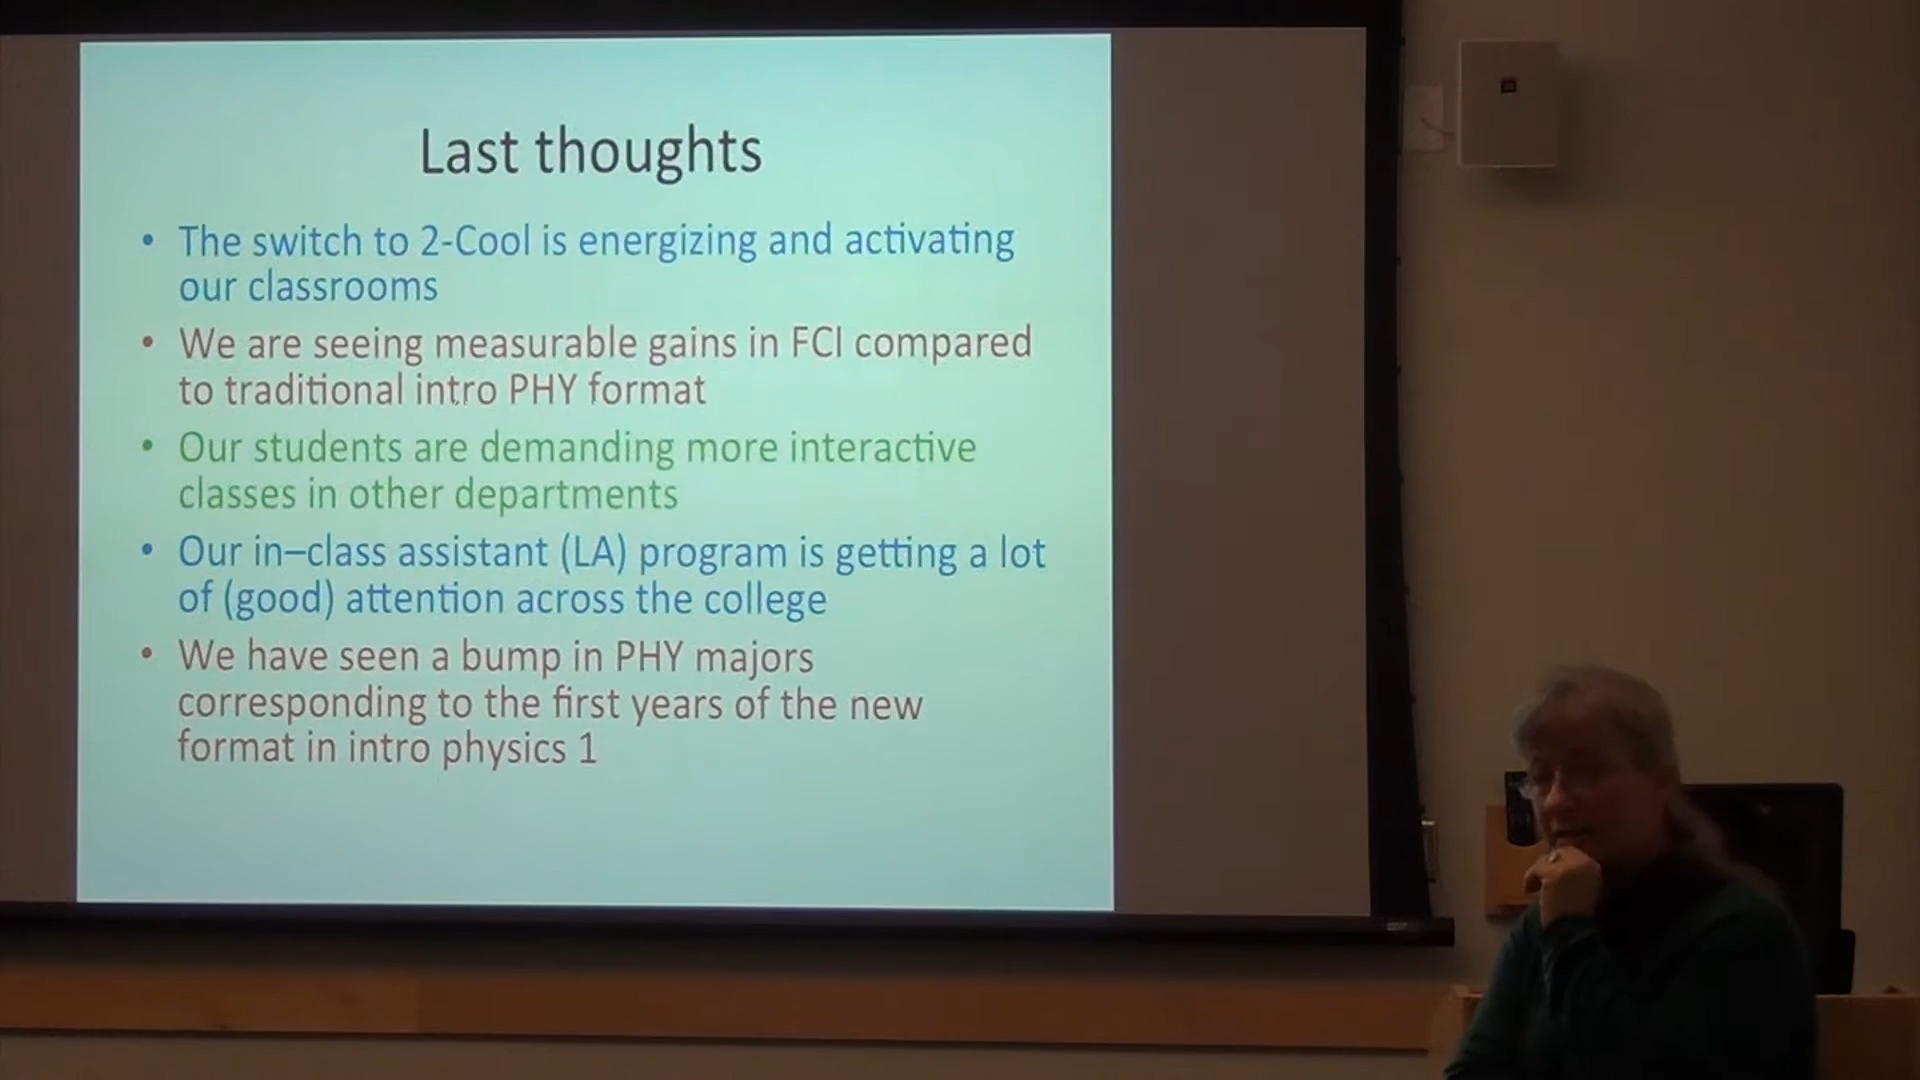 Last thoughts
• The switch to 2-Cool is energizing and activating
our classrooms
• We are seeing measurable gains in FCI compared
to traditional intro PHY format
• Our students are demanding more interactive
classes in other departments
• Our in–class assistant (LA) program is getting a lot
of (good) attention across the college
• We have seen a bump in PHY majors
corresponding to the first years of the new
format in intro physics 1